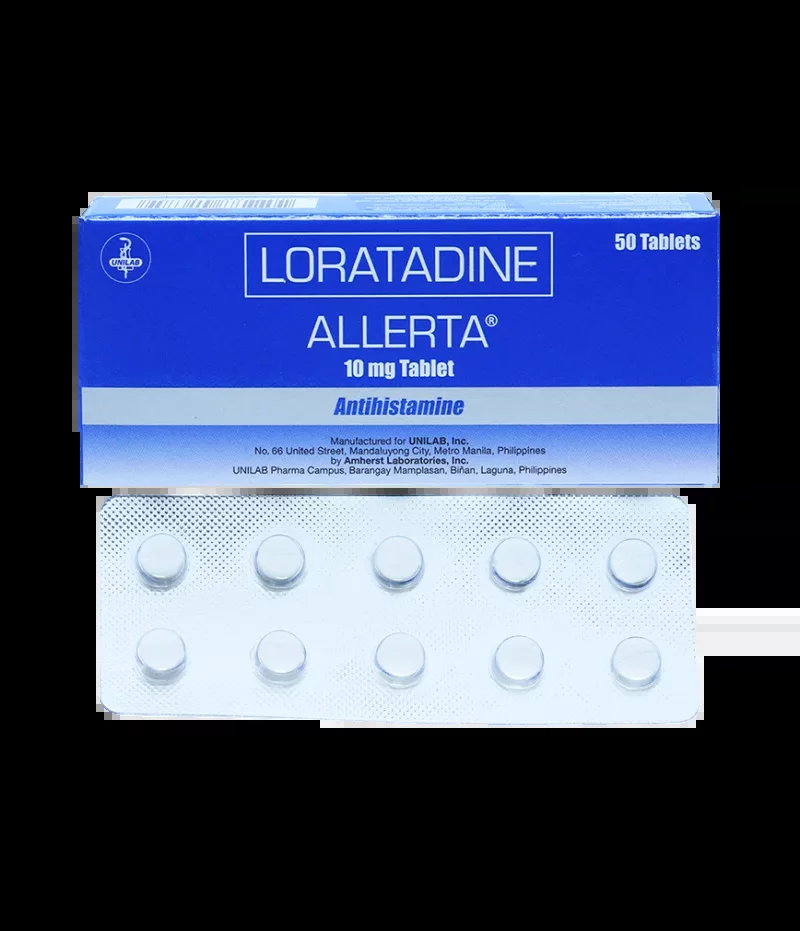 UNILAB
LORATADINE
50 Tablets
ALLERTA®
10 mg Tablet
Antihistamine
Manufactured for UNILAB, Inc.
No. 66 United Street, Mandaluyong City, Metro Manila, Philippines
by Amherst Laboratories, Inc.
UNILAB Pharma Campus, Barangay Mamplasan, Biñan, Laguna, Philippines